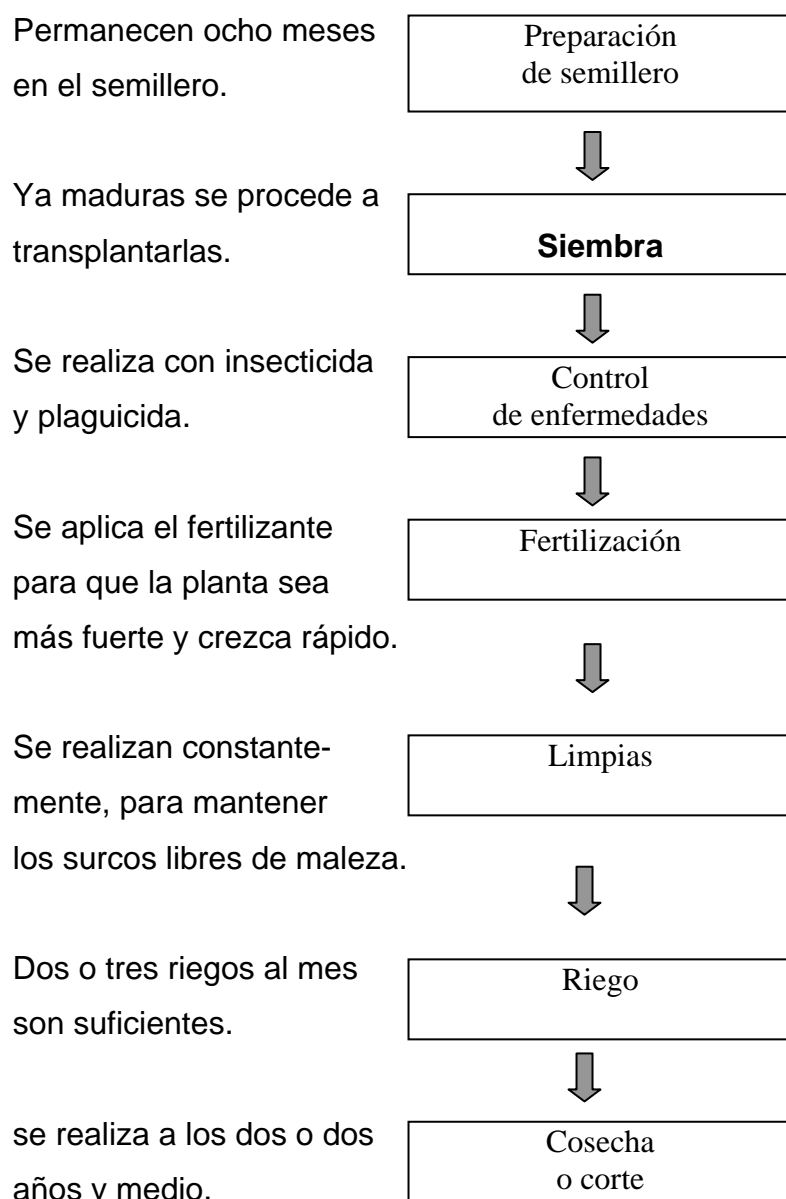 Permanecen ocho meses
en el semillero.
Preparación
de semillero
Ya maduras se procede a
transplantarlas.
Siembra
Se realiza con insecticida
y plaguicida.
Control
de enfermedades
Se aplica el fertilizante
para que la planta sea
más fuerte y crezca rápido.
Fertilización
Se realizan constante-
mente, para mantener
los surcos libres de maleza.
Limpias
Dos o tres riegos al mes
son suficientes.
Riego
se realiza a los dos o dos
años y medio.
Cosecha
o corte